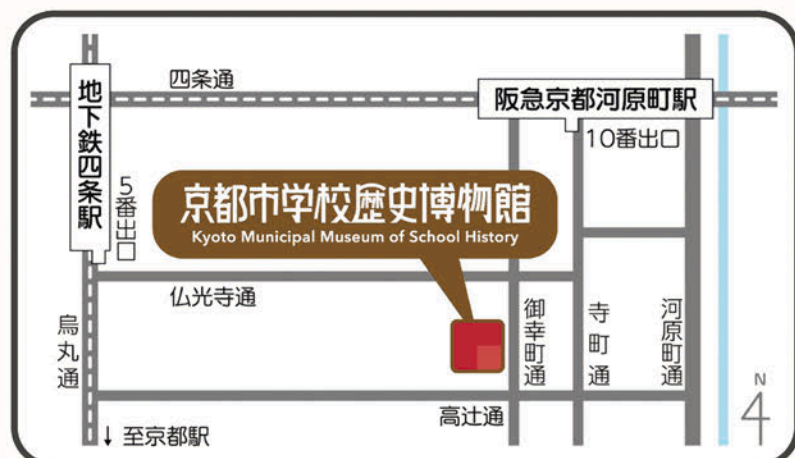 四条通
地下鉄四条駅
5番出口
阪急京都河原町駅
10番出口
京都市学校歴史博物館
Kyoto Municipal Museum of School History
仏光寺通
烏丸通
御幸町通
寺町通
河原町通
高辻通
↓至京都駅
N